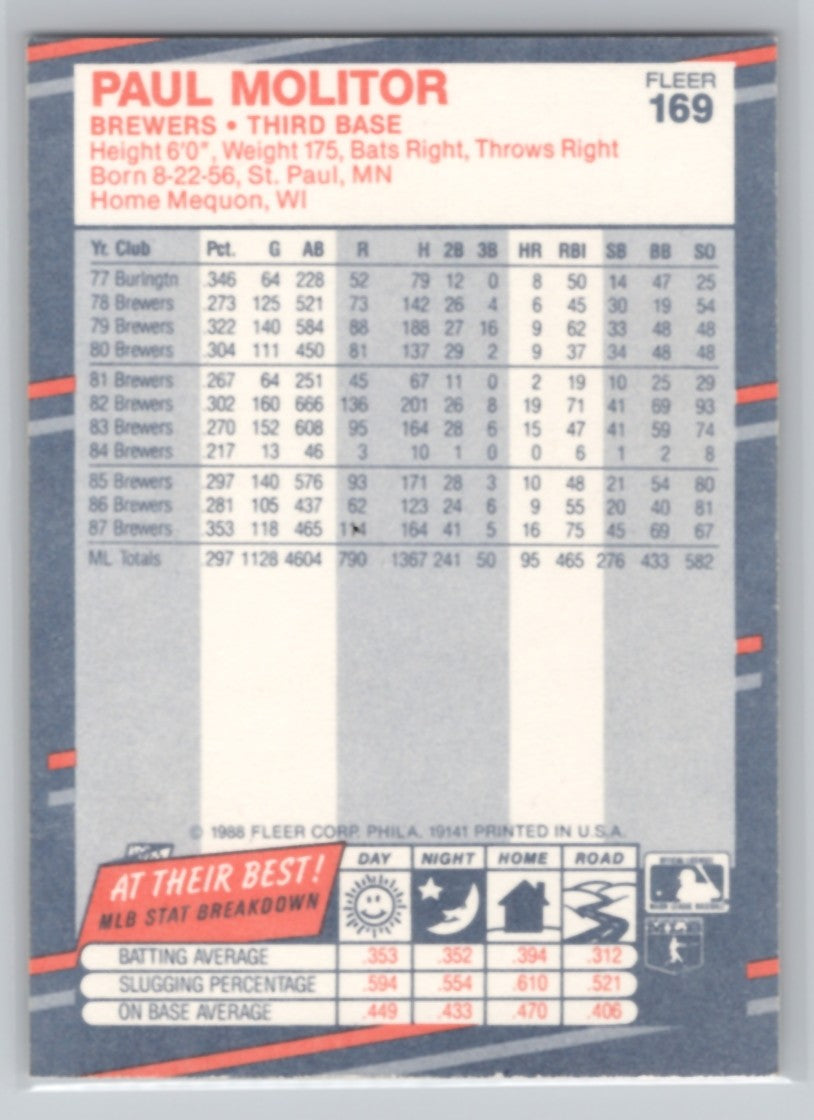 PAUL MOLITOR
FLEER
169
BREWERS • THIRD BASE
Height 6'0", Weight 175, Bats Right, Throws Right
Born 8-22-56, St. Paul, MN
Home Mequon, WI
Yr. Club Pct. G AB R H 2B 3B HR RBI SB BB SO
77 Burlngtn .346 64 228 52 79 12 0 8 50 14 47 25
78 Brewers .273 125 521 73 142 26 4 6 45 30 19 54
79 Brewers .322 140 584 88 188 27 16 9 62 33 48 48
80 Brewers .304 111 450 81 137 29 2 9 37 34 48 48
81 Brewers .267 64 251 45 67 11 0 2 19 10 25 29
82 Brewers .302 160 666 136 201 26 8 19 71 41 69 93
83 Brewers .270 152 608 95 164 28 6 15 47 41 59 74
84 Brewers .217 13 46 3 10 1 0 0 6 1 2 8
85 Brewers .297 140 576 93 171 28 3 10 48 21 54 80
86 Brewers .281 105 437 62 123 24 6 9 55 20 40 81
87 Brewers .353 118 465 114 164 41 5 16 75 45 69 67
ML Totals .297 1128 4604 790 1367 241 50 95 465 276 433 582
© 1988 FLEER CORP. PHILA. 19141 PRINTED IN U.S.A.
AT THEIR BEST!
MLB STAT BREAKDOWN
DAY NIGHT HOME ROAD
BATTING AVERAGE .353 .352 .394 .312
SLUGGING PERCENTAGE .594 .554 .610 .521
ON BASE AVERAGE .449 .433 .470 .406